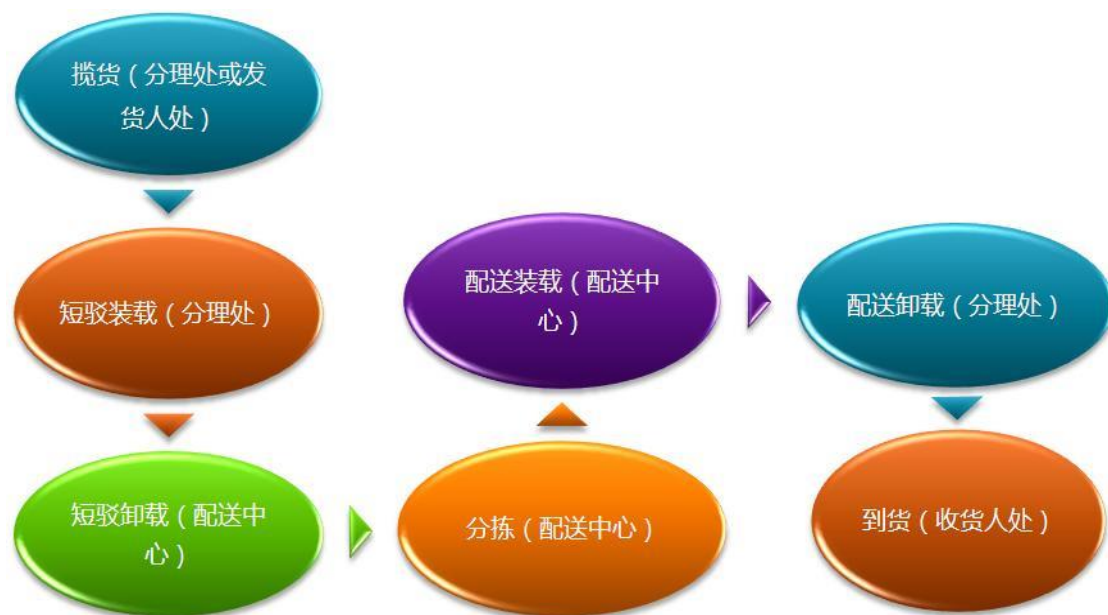 揽货（分理处或发
货人处）
短驳装载（分理处）
短驳卸载（配送中
心）
分拣（配送中心）
配送装载（配送中
心）
配送卸载（分理处）
到货（收货人处）